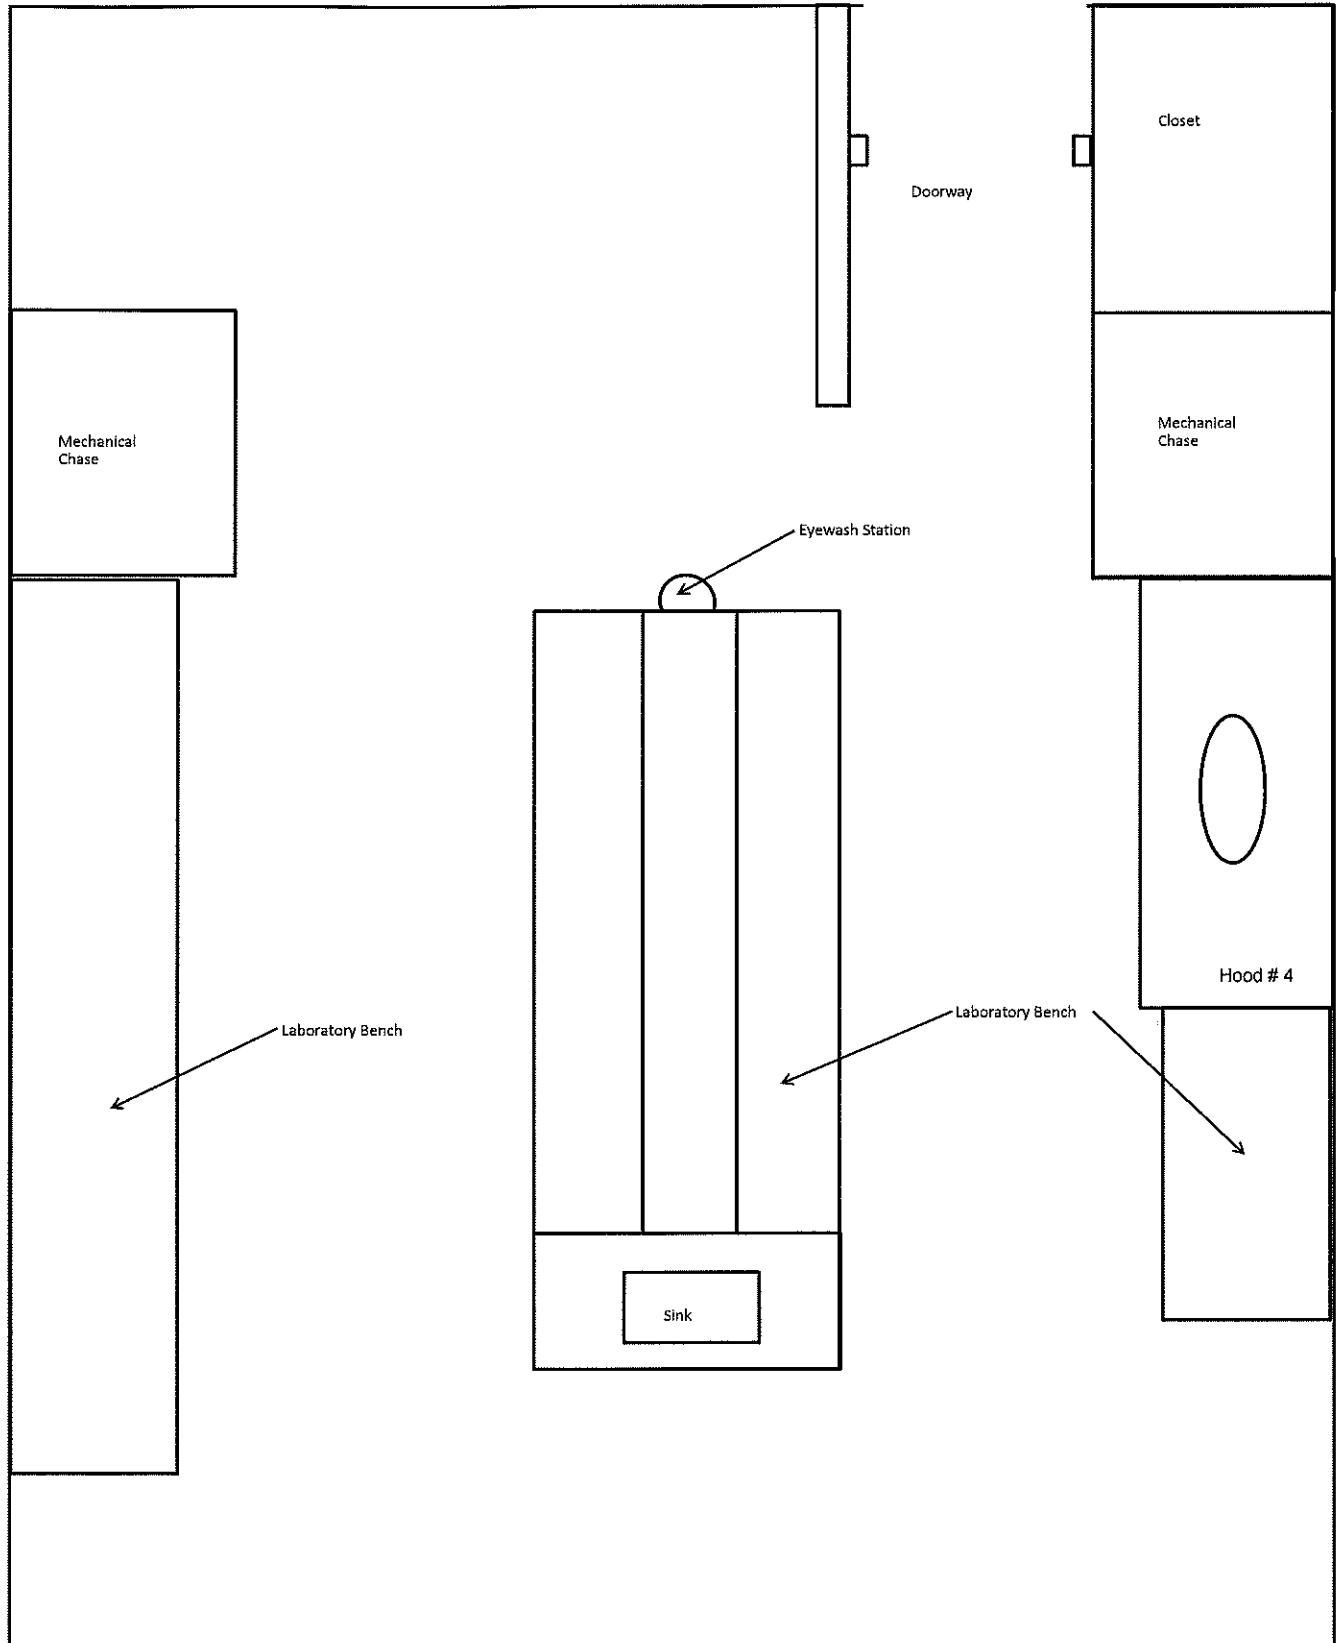 Closet
Doorway
Mechanical
Chase
Mechanical
Chase
Eyewash Station
Hood # 4
Laboratory Bench
Laboratory Bench
Sink